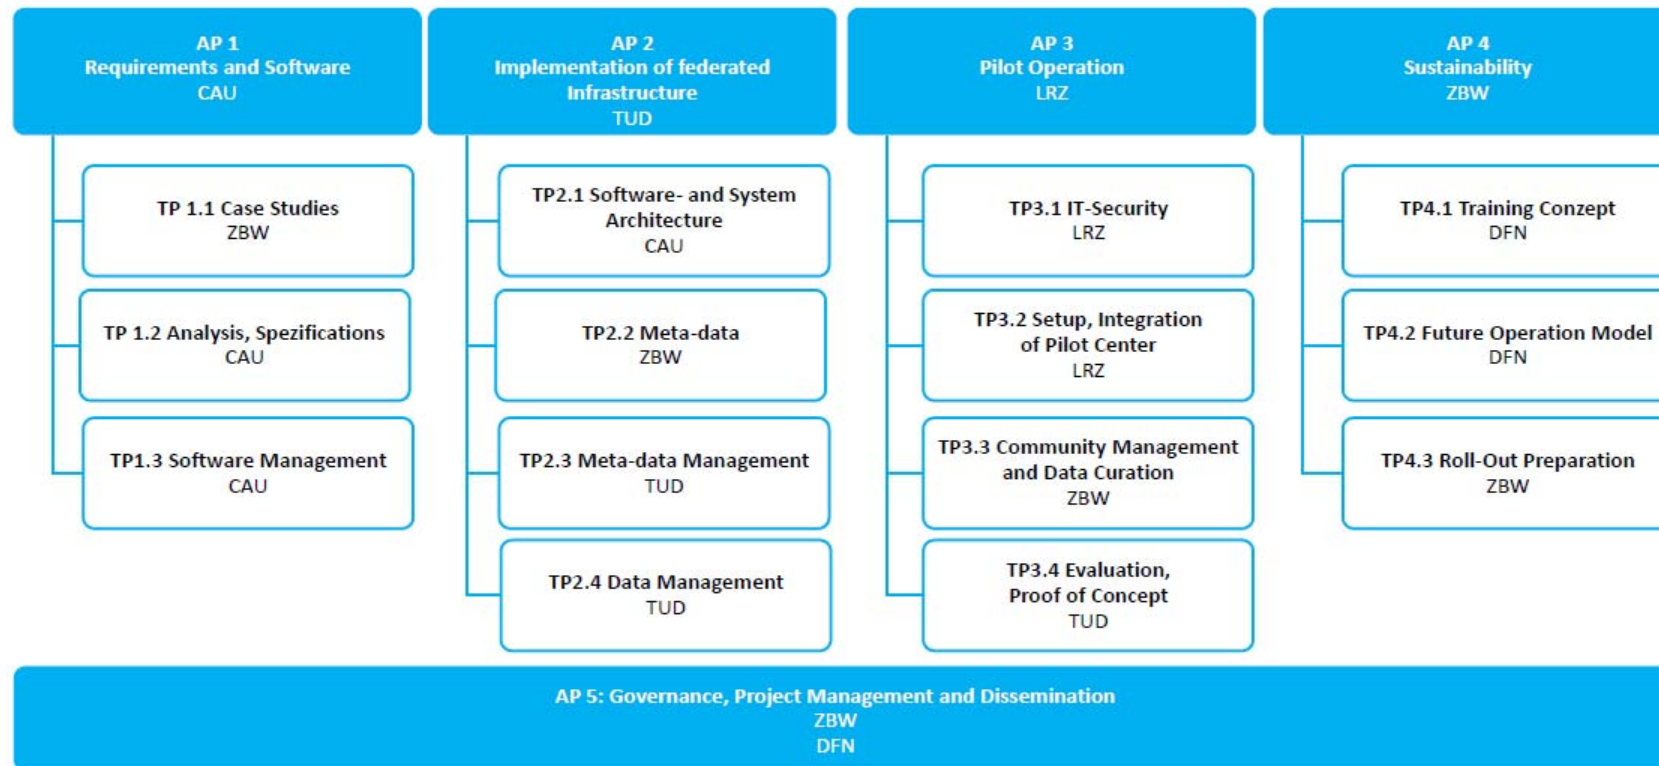 AP 1
Requirements and Software
CAU
TP 1.1 Case Studies
ZBW
TP 1.2 Analysis, Spezifications
CAU
TP1.3 Software Management
CAU
AP 2
Implementation of federated
Infrastructure
TUD
TP2.1 Software- and System
Architecture
CAU
TP2.2 Meta-data
ZBW
TP2.3 Meta-data Management
TUD
TP2.4 Data Management
TUD
AP 3
Pilot Operation
LRZ
TP3.1 IT-Security
LRZ
TP3.2 Setup, Integration
of Pilot Center
LRZ
TP3.3 Community Management
and Data Curation
ZBW
TP3.4 Evaluation,
Proof of Concept
TUD
AP 4
Sustainability
ZBW
TP4.1 Training Conzept
DFN
TP4.2 Future Operation Model
DFN
TP4.3 Roll-Out Preparation
ZBW
AP 5: Governance, Project Management and Dissemination
ZBW
DFN